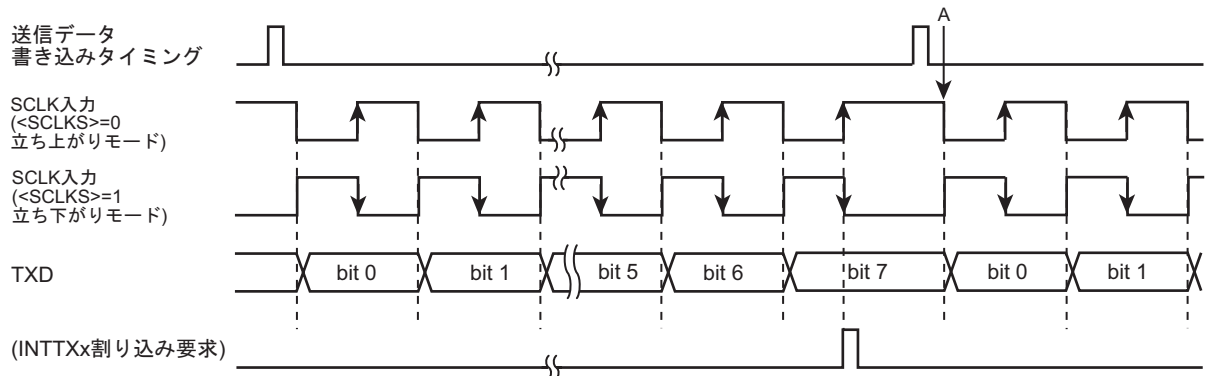 送信データ
書き込みタイミング
A
SCLK入力
(<SCLKS>=0
立ち上がりモード)
SCLK入力
(<SCLKS>=1
立ち下がりモード)
TXD
bit 0
bit 1
bit 5
bit 6
bit 7
bit 0
bit 1
(INTTXx割り込み要求)